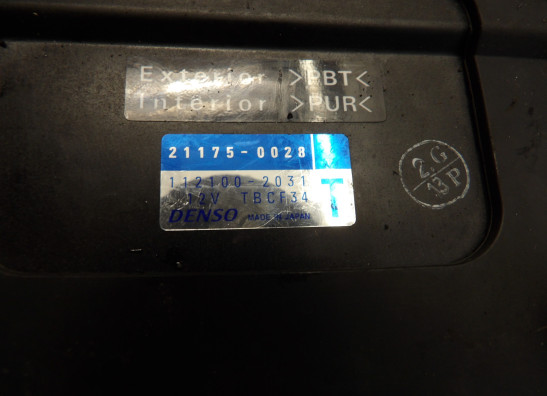 Exterior >PBT<
Interior >PUR<
21175-0028
112100-2031
12V TBCF34
T
DENSO MADE IN JAPAN
2G
13P